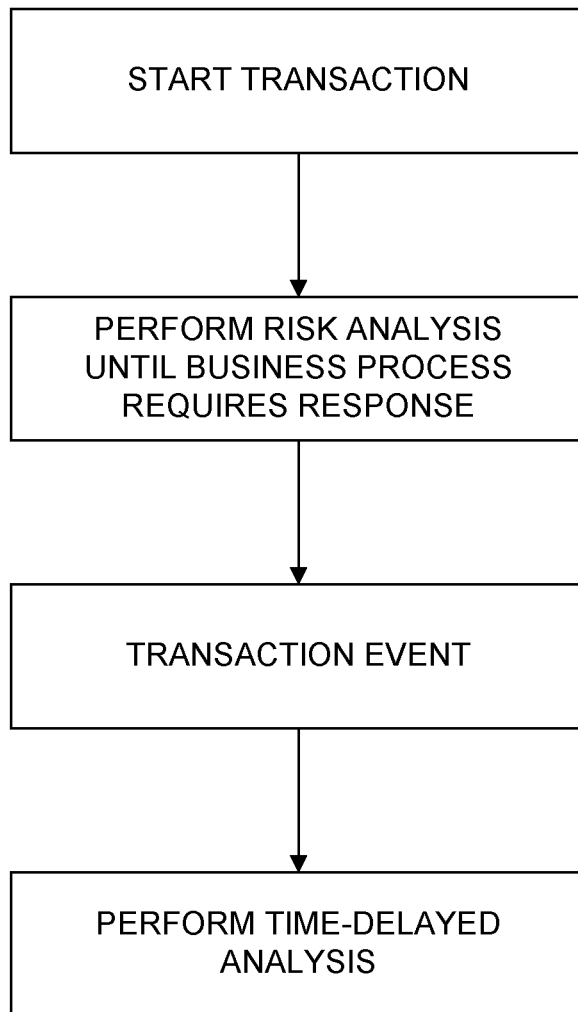 START TRANSACTION
PERFORM RISK ANALYSIS
UNTIL BUSINESS PROCESS
REQUIRES RESPONSE
TRANSACTION EVENT
PERFORM TIME-DELAYED
ANALYSIS